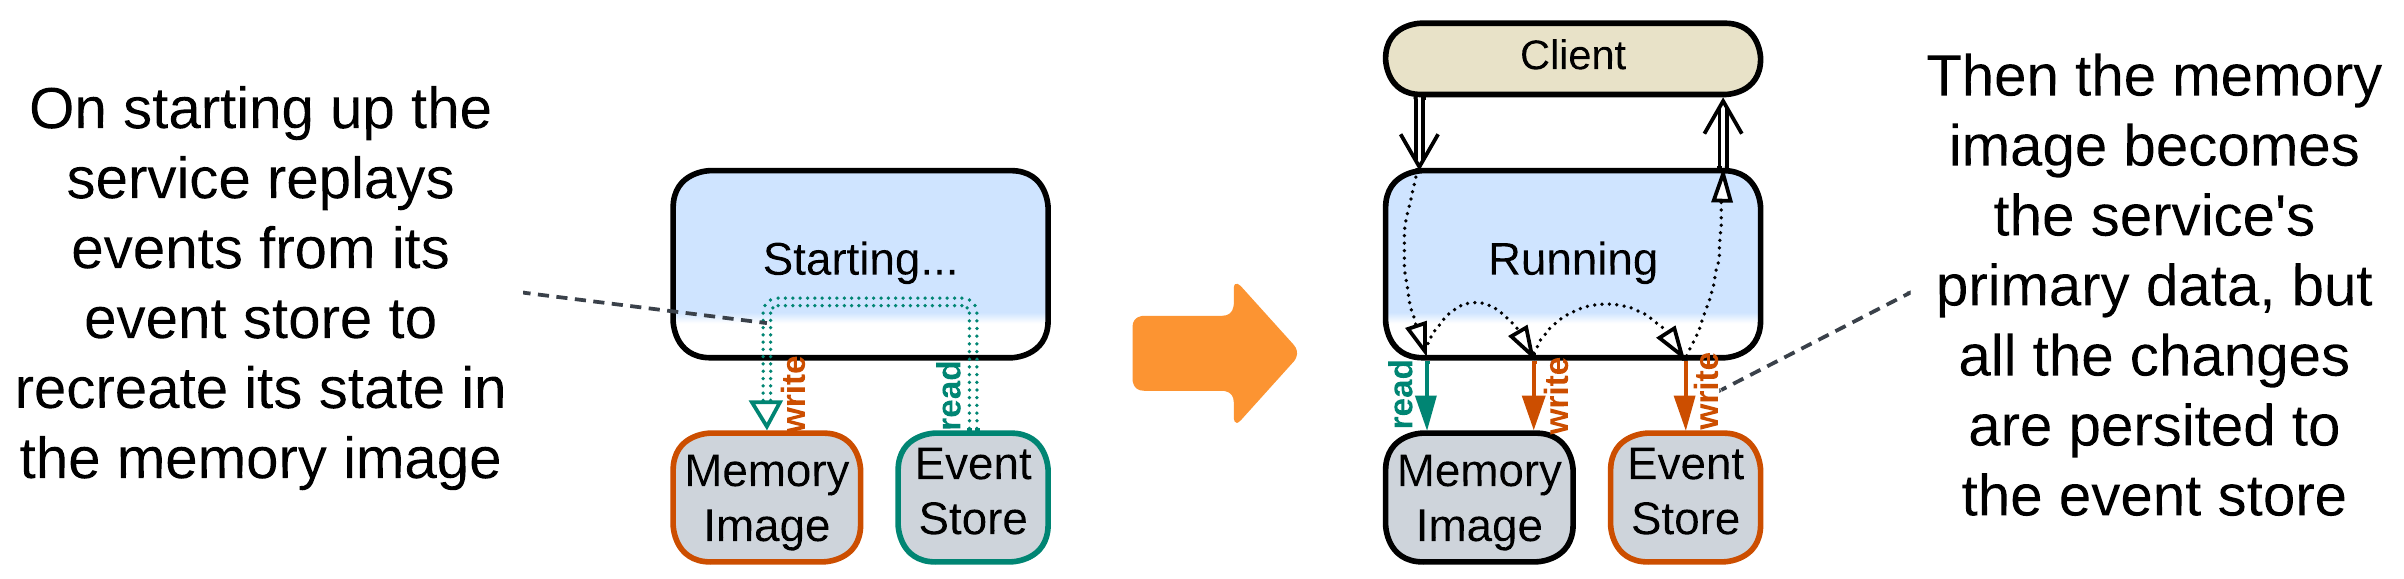 On starting up the
service replays
events from its
event store to
recreate its state in
the memory image
Starting...
write
read
Memory
Image
Event
Store
Client
Running
read
write
write
Memory
Image
Event
Store
Then the memory
image becomes
the service's
primary data, but
all the changes
are persited to
the event store